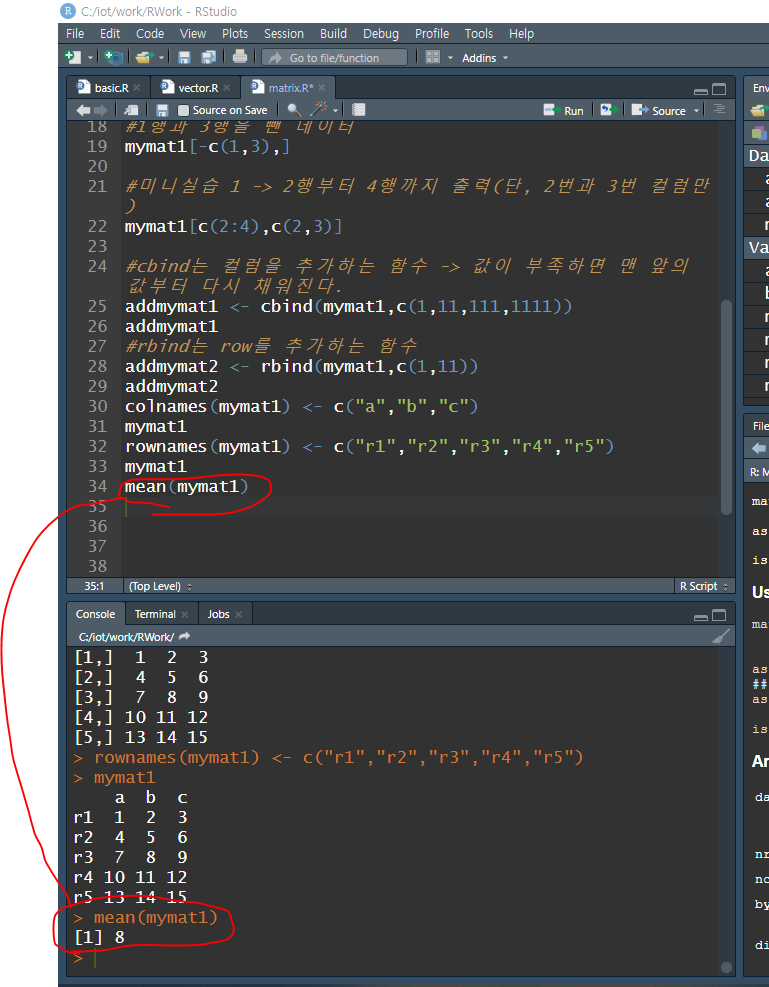 C:/iot/work/RWork - RStudio
File Edit Code View Plots Session Build Debug Profile Tools Help
Go to file/function Addins
basic.R vector.R matrix.R*
Source on Save Run Source
18 #1행과 3행을 뺀 데이터
19 mymat1[-c(1,3),]
20
21 #미니실습 1 -> 2행부터 4행까지 출력(단, 2번과 3번 컬럼만
)
22 mymat1[c(2:4),c(2,3)]
23
24 #cbind는 컬럼을 추가하는 함수 -> 값이 부족하면 맨 앞의
값부터 다시 채워진다.
25 addmymat1 <- cbind(mymat1,c(1,11,111,1111))
26 addmymat1
27 #rbind는 row를 추가하는 함수
28 addmymat2 <- rbind(mymat1,c(1,11))
29 addmymat2
30 colnames(mymat1) <- c("a","b","c")
31 mymat1
32 rownames(mymat1) <- c("r1","r2","r3","r4","r5")
33 mymat1
34 mean(mymat1)
35
36
37
38
35:1 (Top Level) R Script
Console Terminal Jobs
C:/iot/work/RWork/
[1,] 1 2 3
[2,] 4 5 6
[3,] 7 8 9
[4,] 10 11 12
[5,] 13 14 15
> rownames(mymat1) <- c("r1","r2","r3","r4","r5")
> mymat1
a b c
r1 1 2 3
r2 4 5 6
r3 7 8 9
r4 10 11 12
r5 13 14 15
> mean(mymat1)
[1] 8
>
Env
Da
Va
File
R: M
ma
as
is
Us
ma
as
##
as
is
Ar
da
nr
nc
by
di